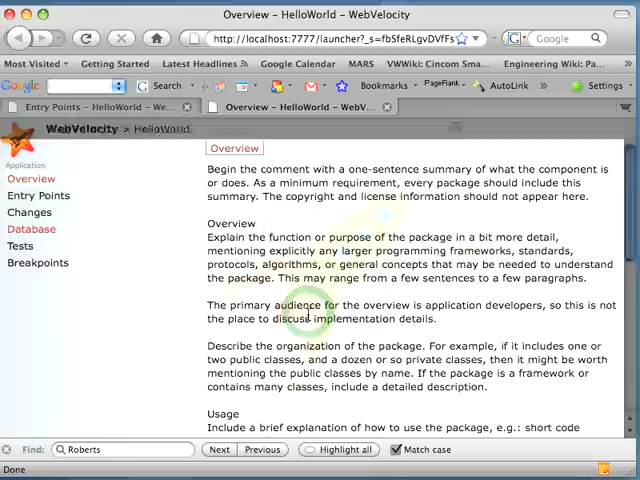 Overview - HelloWorld - WebVelocity
http://localhost:7777/launcher?_s=fbSfeRLgvDVfFs
Google
Most Visited Getting Started Latest Headlines Google Calendar MARS VWWiki: Cincom Smal... Engineering Wiki: Pa...
Google Search Bookmarks PageRank AutoLink Settings
Entry Points - HelloWorld - We... Overview - HelloWorld - WebV...
WebVelocity > HelloWorld
Application
Overview
Entry Points
Changes
Database
Tests
Breakpoints
Overview
Begin the comment with a one-sentence summary of what the component is
or does. As a minimum requirement, every package should include this
summary. The copyright and license information should not appear here.
Overview
Explain the function or purpose of the package in a bit more detail,
mentioning explicitly any larger programming frameworks, standards,
protocols, algorithms, or general concepts that may be needed to understand
the package. This may range from a few sentences to a few paragraphs.
The primary audience for the overview is application developers, so this is not
the place to discuss implementation details.
Describe the organization of the package. For example, if it includes one or
two public classes, and a dozen or so private classes, then it might be worth
mentioning the public classes by name. If the package is a framework or
contains many classes, include a detailed description.
Usage
Include a brief explanation of how to use the package, e.g.: short code
Find: Roberts Next Previous Highlight all Match case
Done